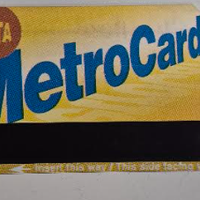 TA
MetroCard
Insert this way / This side facing